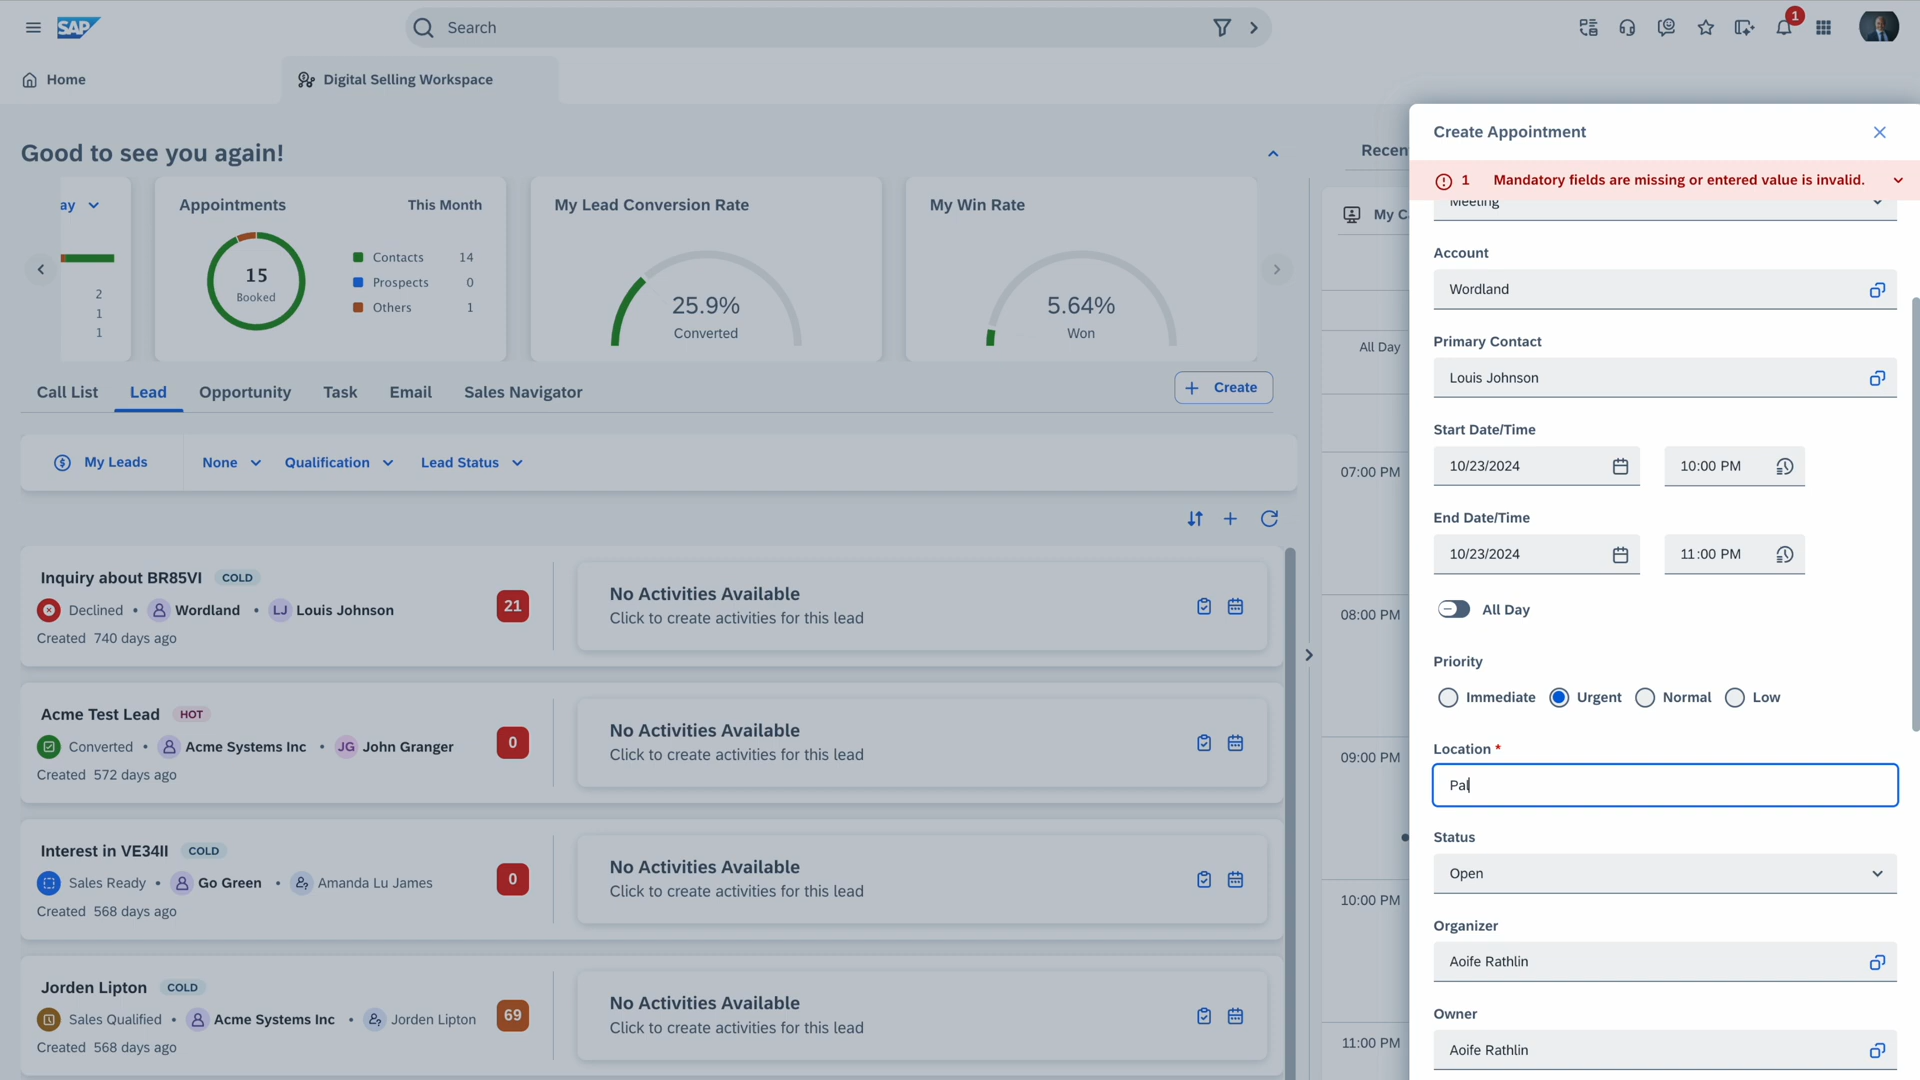 SAP
Search
1
Home
Digital Selling Workspace
Good to see you again!
ay
2
1
1
Appointments
This Month
15
Booked
Contacts 14
Prospects 0
Others 1
My Lead Conversion Rate
25.9%
Converted
My Win Rate
5.64%
Won
Call List
Lead
Opportunity
Task
Email
Sales Navigator
Create
My Leads
None
Qualification
Lead Status
Inquiry about BR85VI COLD
Declined • Wordland • LJ Louis Johnson
Created 740 days ago
21
No Activities Available
Click to create activities for this lead
Acme Test Lead HOT
Converted • Acme Systems Inc • JG John Granger
Created 572 days ago
0
No Activities Available
Click to create activities for this lead
Interest in VE34II COLD
Sales Ready • Go Green • Amanda Lu James
Created 568 days ago
0
No Activities Available
Click to create activities for this lead
Jorden Lipton COLD
Sales Qualified • Acme Systems Inc • Jorden Lipton
Created 568 days ago
69
No Activities Available
Click to create activities for this lead
Recen
My C
All Day
07:00 PM
08:00 PM
09:00 PM
10:00 PM
11:00 PM
Create Appointment
1 Mandatory fields are missing or entered value is invalid.
Meeting
Account
Wordland
Primary Contact
Louis Johnson
Start Date/Time
10/23/2024
10:00 PM
End Date/Time
10/23/2024
11:00 PM
All Day
Priority
Immediate
Urgent
Normal
Low
Location *
Pal
Status
Open
Organizer
Aoife Rathlin
Owner
Aoife Rathlin